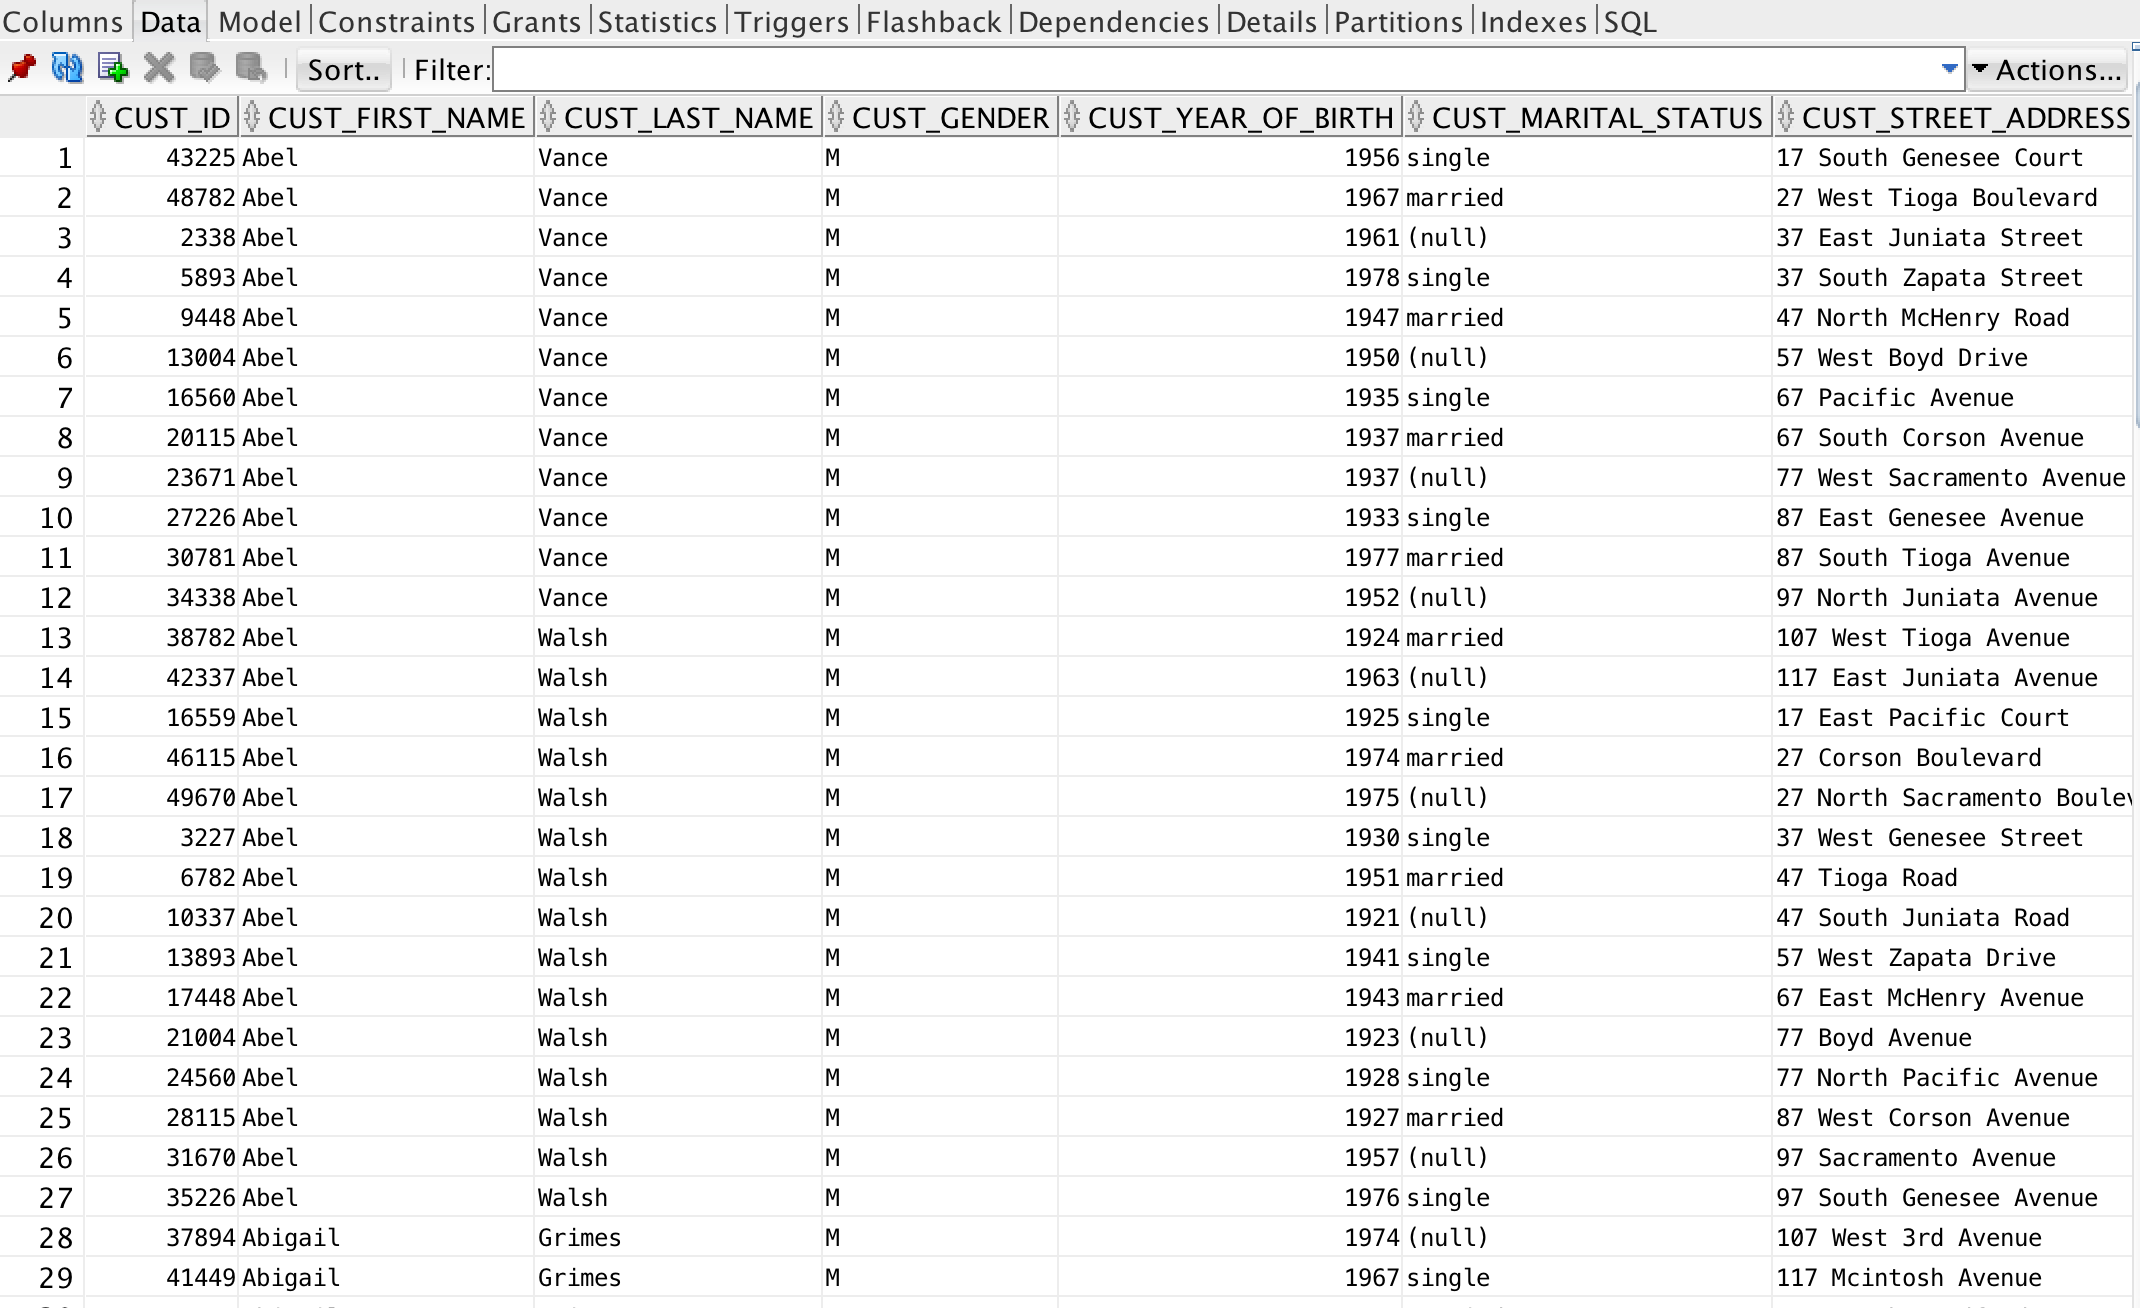 Columns Data Model Constraints Grants Statistics Triggers Flashback Dependencies Details Partitions Indexes SQL
Sort.. Filter: Actions...
CUST_ID CUST_FIRST_NAME CUST_LAST_NAME CUST_GENDER CUST_YEAR_OF_BIRTH CUST_MARITAL_STATUS CUST_STREET_ADDRESS
1 43225 Abel Vance M 1956 single 17 South Genesee Court
2 48782 Abel Vance M 1967 married 27 West Tioga Boulevard
3 2338 Abel Vance M 1961 (null) 37 East Juniata Street
4 5893 Abel Vance M 1978 single 37 South Zapata Street
5 9448 Abel Vance M 1947 married 47 North McHenry Road
6 13004 Abel Vance M 1950 (null) 57 West Boyd Drive
7 16560 Abel Vance M 1935 single 67 Pacific Avenue
8 20115 Abel Vance M 1937 married 67 South Corson Avenue
9 23671 Abel Vance M 1937 (null) 77 West Sacramento Avenue
10 27226 Abel Vance M 1933 single 87 East Genesee Avenue
11 30781 Abel Vance M 1977 married 87 South Tioga Avenue
12 34338 Abel Vance M 1952 (null) 97 North Juniata Avenue
13 38782 Abel Walsh M 1924 married 107 West Tioga Avenue
14 42337 Abel Walsh M 1963 (null) 117 East Juniata Avenue
15 16559 Abel Walsh M 1925 single 17 East Pacific Court
16 46115 Abel Walsh M 1974 married 27 Corson Boulevard
17 49670 Abel Walsh M 1975 (null) 27 North Sacramento Boulev
18 3227 Abel Walsh M 1930 single 37 West Genesee Street
19 6782 Abel Walsh M 1951 married 47 Tioga Road
20 10337 Abel Walsh M 1921 (null) 47 South Juniata Road
21 13893 Abel Walsh M 1941 single 57 West Zapata Drive
22 17448 Abel Walsh M 1943 married 67 East McHenry Avenue
23 21004 Abel Walsh M 1923 (null) 77 Boyd Avenue
24 24560 Abel Walsh M 1928 single 77 North Pacific Avenue
25 28115 Abel Walsh M 1927 married 87 West Corson Avenue
26 31670 Abel Walsh M 1957 (null) 97 Sacramento Avenue
27 35226 Abel Walsh M 1976 single 97 South Genesee Avenue
28 37894 Abigail Grimes M 1974 (null) 107 West 3rd Avenue
29 41449 Abigail Grimes M 1967 single 117 Mcintosh Avenue